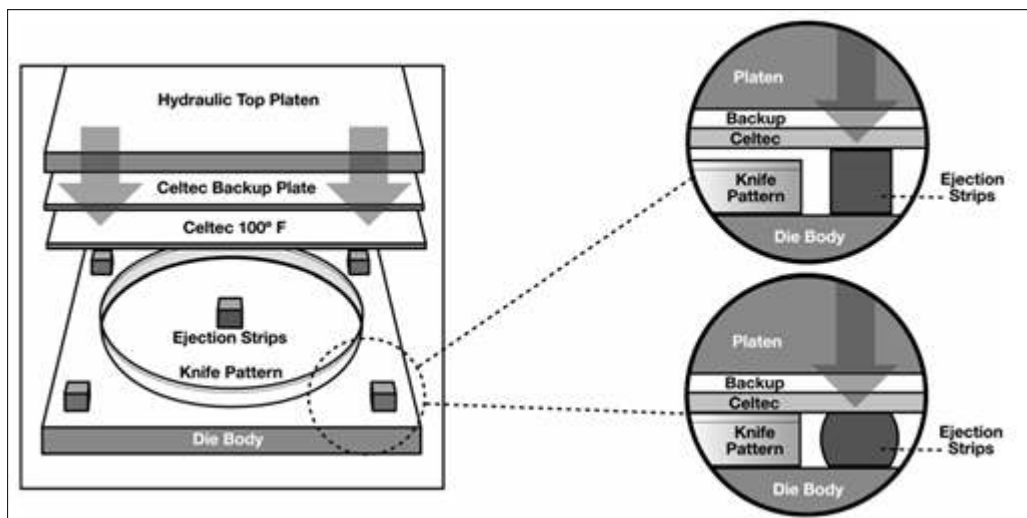 Hydraulic Top Platen
Celtec Backup Plate
Celtec 100° F
Ejection Strips
Knife Pattern
Die Body
Platen
Backup
Celtec
Knife
Pattern
Ejection
Strips
Die Body
Platen
Backup
Celtec
Knife
Pattern
Ejection
Strips
Die Body